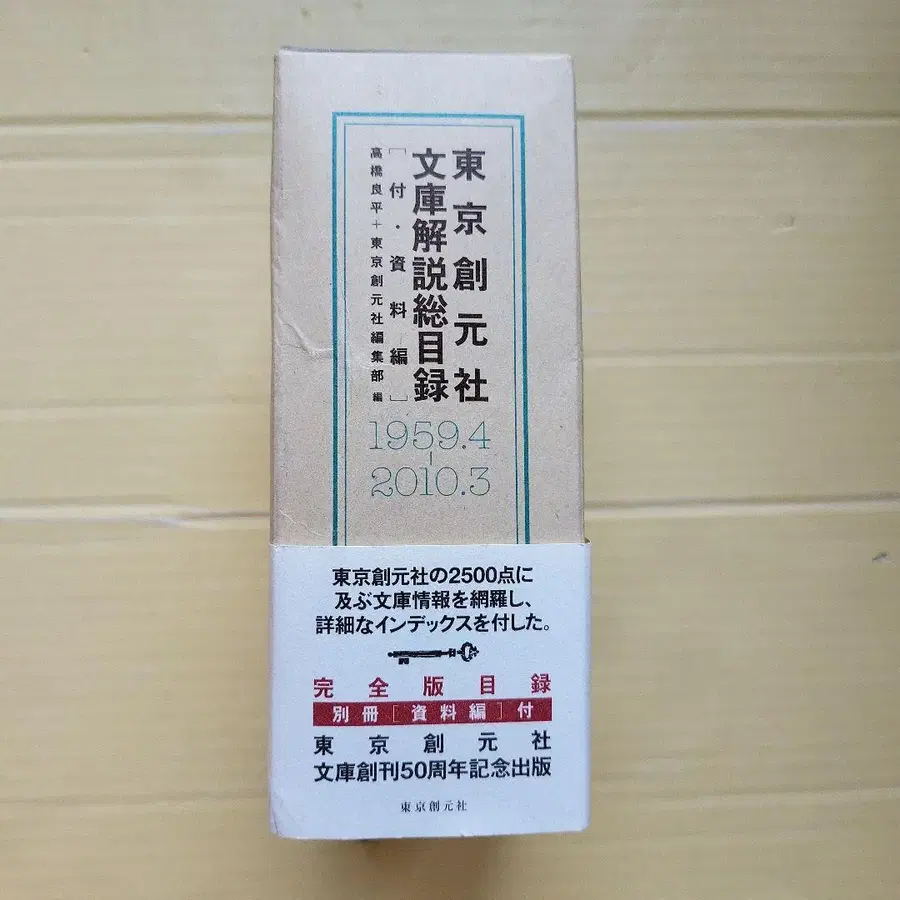 東京創元社
文庫解説総目録
[付・資料編]
高橋良平+東京創元社編集部 編
1959.4
-
2010.3
東京創元社の2500点に
及ぶ文庫情報を網羅し、
詳細なインデックスを付した。
完全版目録
別冊[資料編]付
東京創元社
文庫創刊50周年記念出版
東京創元社